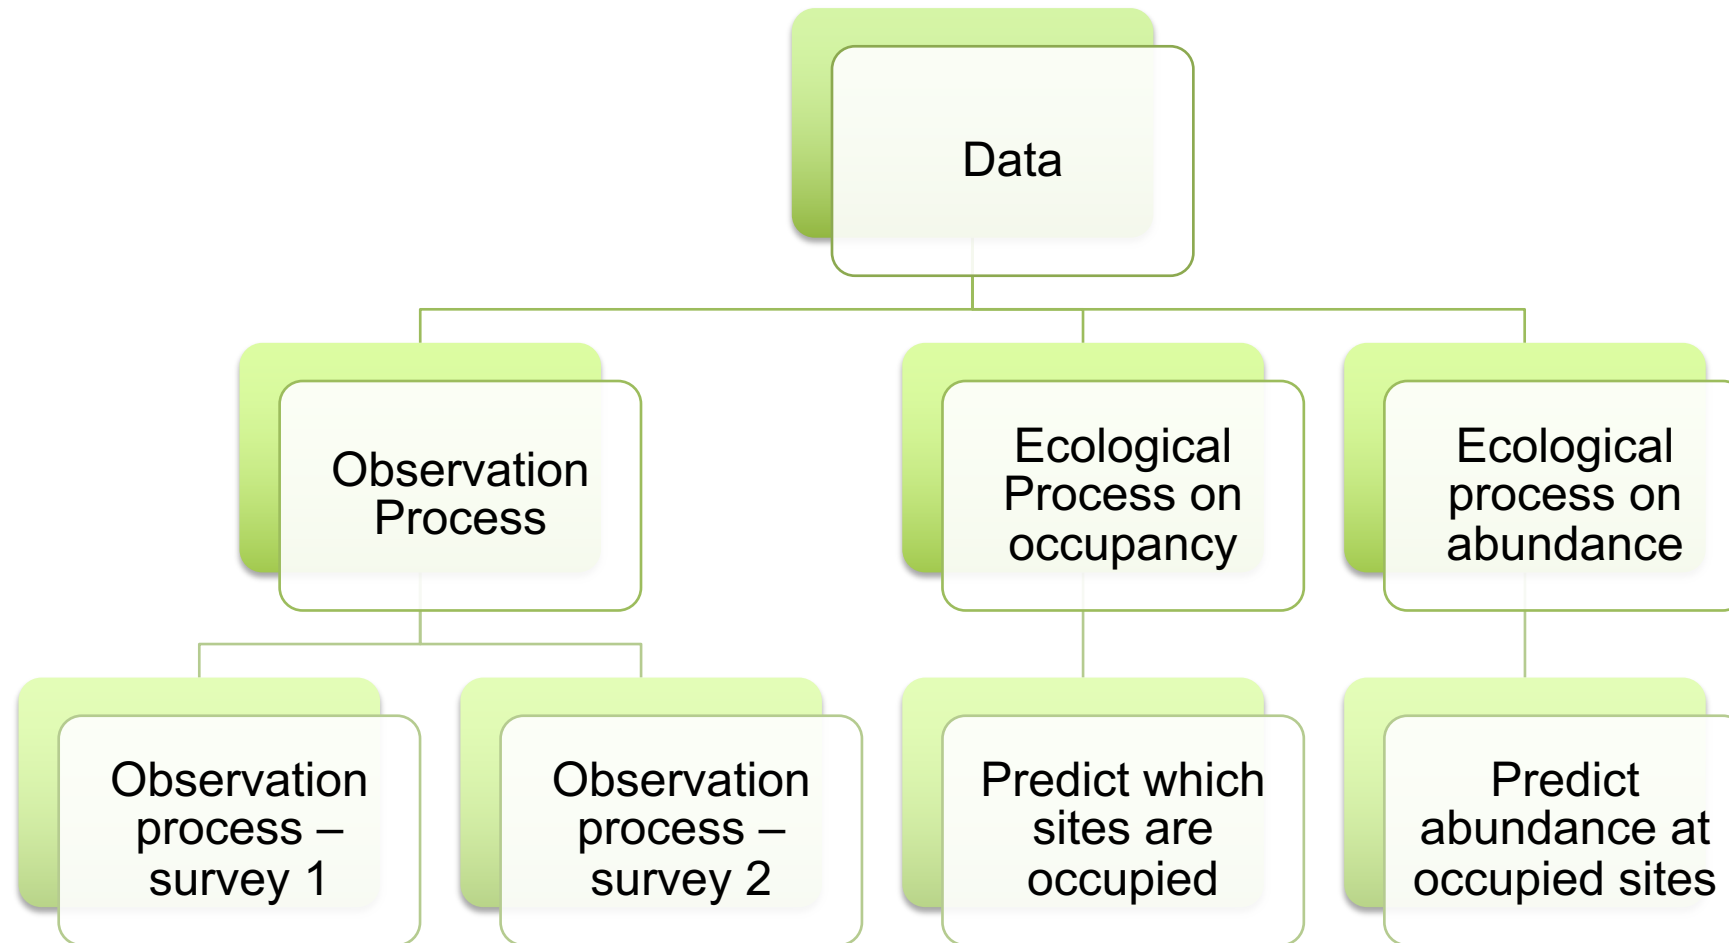 Data
Observation
Process
Ecological
Process on
occupancy
Ecological
process on
abundance
Observation
process –
survey 1
Observation
process –
survey 2
Predict which
sites are
occupied
Predict
abundance at
occupied sites